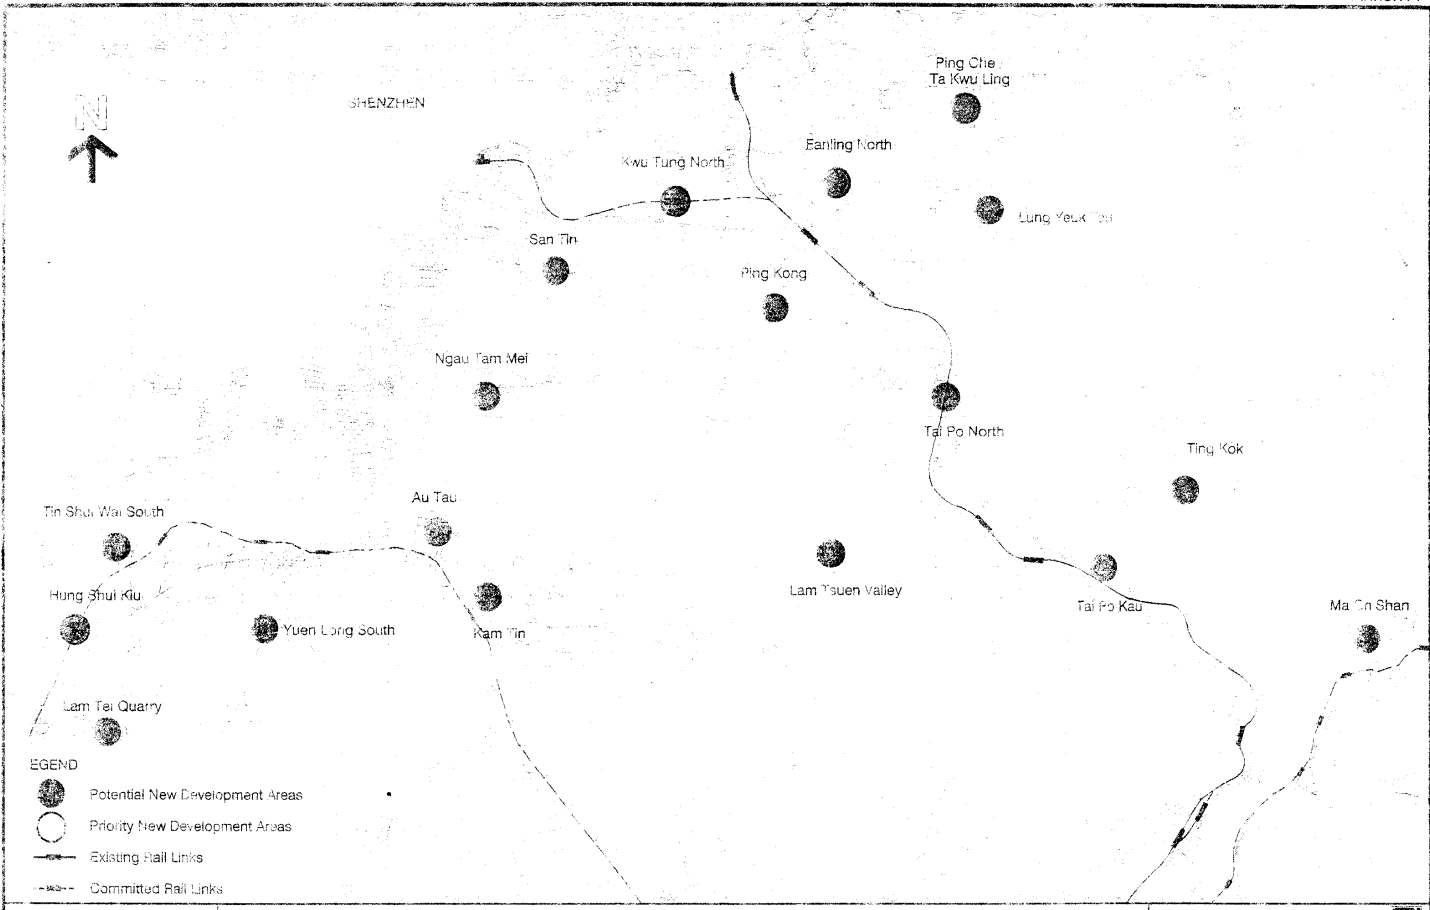 Ping Che /
Ta Kwu Ling
N
SHENZHEN
Fanling North
Kwu Tung North
Lung Yeuk Tau
San Tin
Ping Kong
Ngau Tam Mei
Tai Po North
Ting Kok
Au Tau
Tin Shui Wai South
Hung Shui Kiu
Lam Tsuen Valley
Tai Po Kau
Ma On Shan
Yuen Long South
Kam Tin
Lam Tei Quarry
EGEND
Potential New Development Areas
Priority New Development Areas
Existing Rail Links
Committed Rail Links